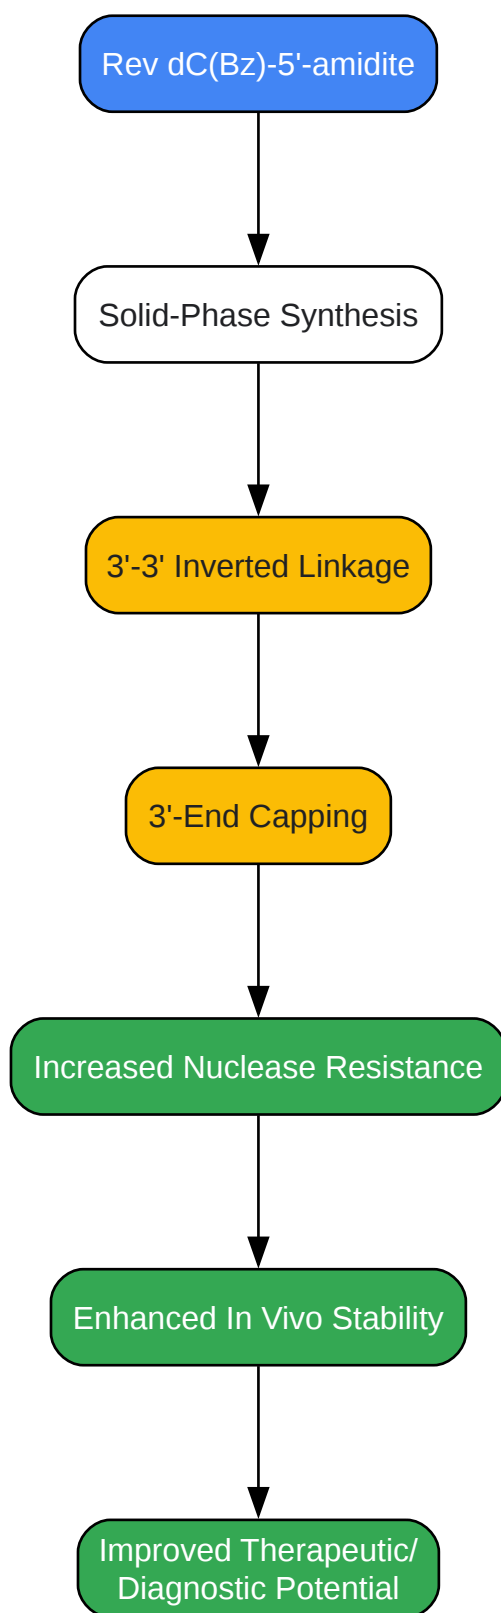 Rev dC(Bz)-5'-amidite
Solid-Phase Synthesis
3'-3' Inverted Linkage
3'-End Capping
Increased Nuclease Resistance
Enhanced In Vivo Stability
Improved Therapeutic/
Diagnostic Potential